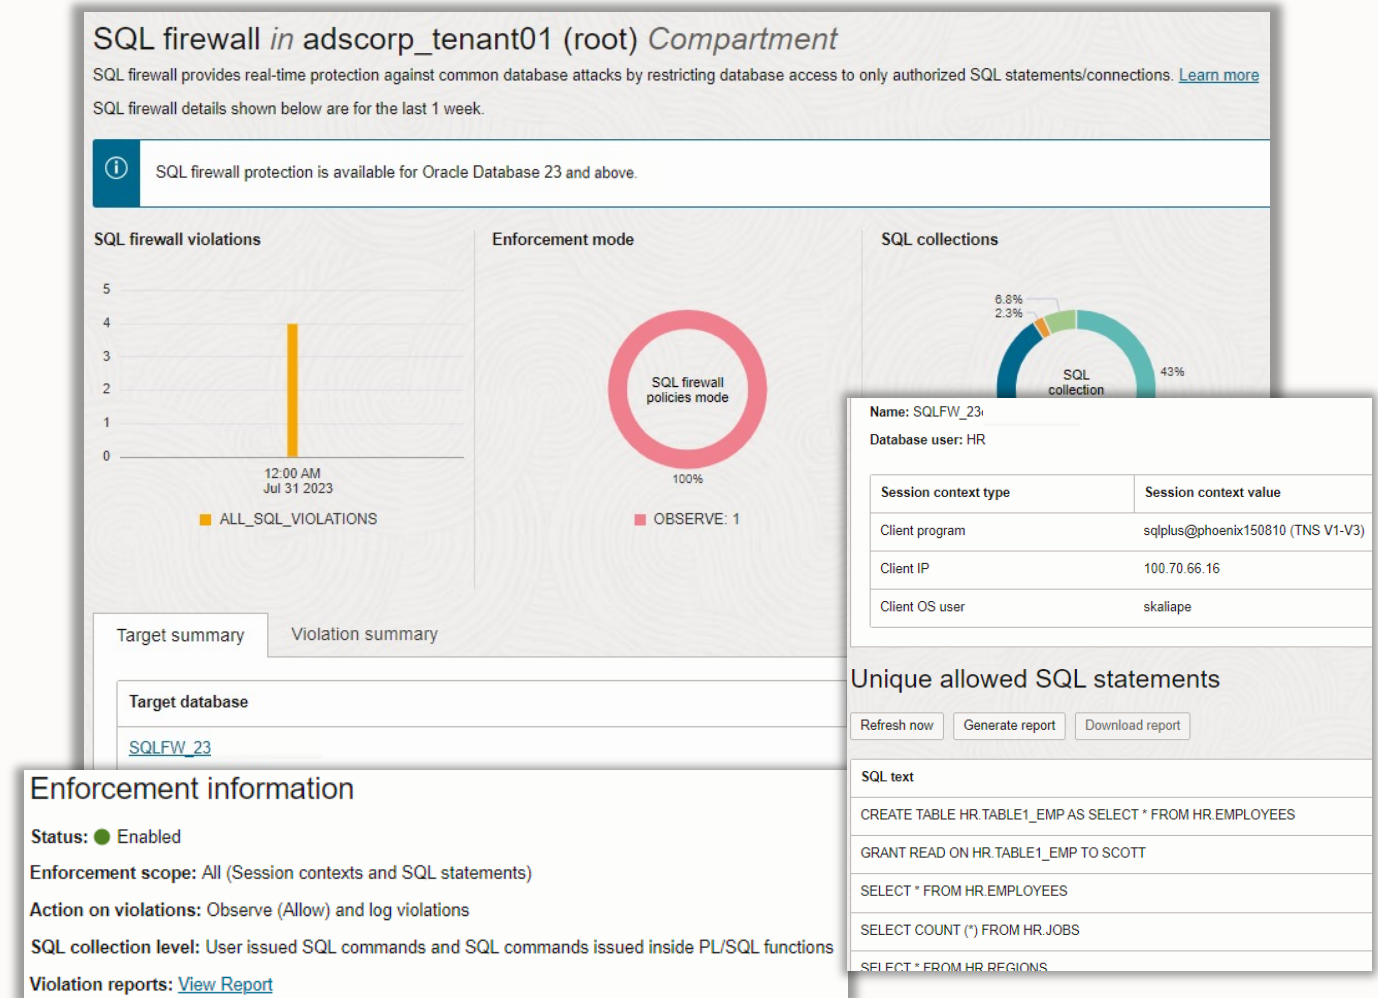 SQL firewall in adscorp_tenant01 (root) Compartment
SQL firewall provides real-time protection against common database attacks by restricting database access to only authorized SQL statements/connections. Learn more
SQL firewall details shown below are for the last 1 week.
SQL firewall protection is available for Oracle Database 23 and above.
SQL firewall violations
5
4
3
2
1
0
12:00 AM
Jul 31 2023
ALL_SQL_VIOLATIONS
Enforcement mode
SQL firewall
policies mode
100%
OBSERVE: 1
SQL collections
6.8%
2.3%
43%
SQL
collection
Target summary
Violation summary
Target database
SQLFW_23
Enforcement information
Status: Enabled
Enforcement scope: All (Session contexts and SQL statements)
Action on violations: Observe (Allow) and log violations
SQL collection level: User issued SQL commands and SQL commands issued inside PL/SQL functions
Violation reports: View Report
Name: SQLFW_23
Database user: HR
Session context type Session context value
Client program sqlplus@phoenix150810 (TNS V1-V3)
Client IP 100.70.66.16
Client OS user skaliape
Unique allowed SQL statements
Refresh now Generate report Download report
SQL text
CREATE TABLE HR.TABLE1_EMP AS SELECT * FROM HR.EMPLOYEES
GRANT READ ON HR.TABLE1_EMP TO SCOTT
SELECT * FROM HR.EMPLOYEES
SELECT COUNT (*) FROM HR.JOBS
SELECT * FROM HR.REGIONS